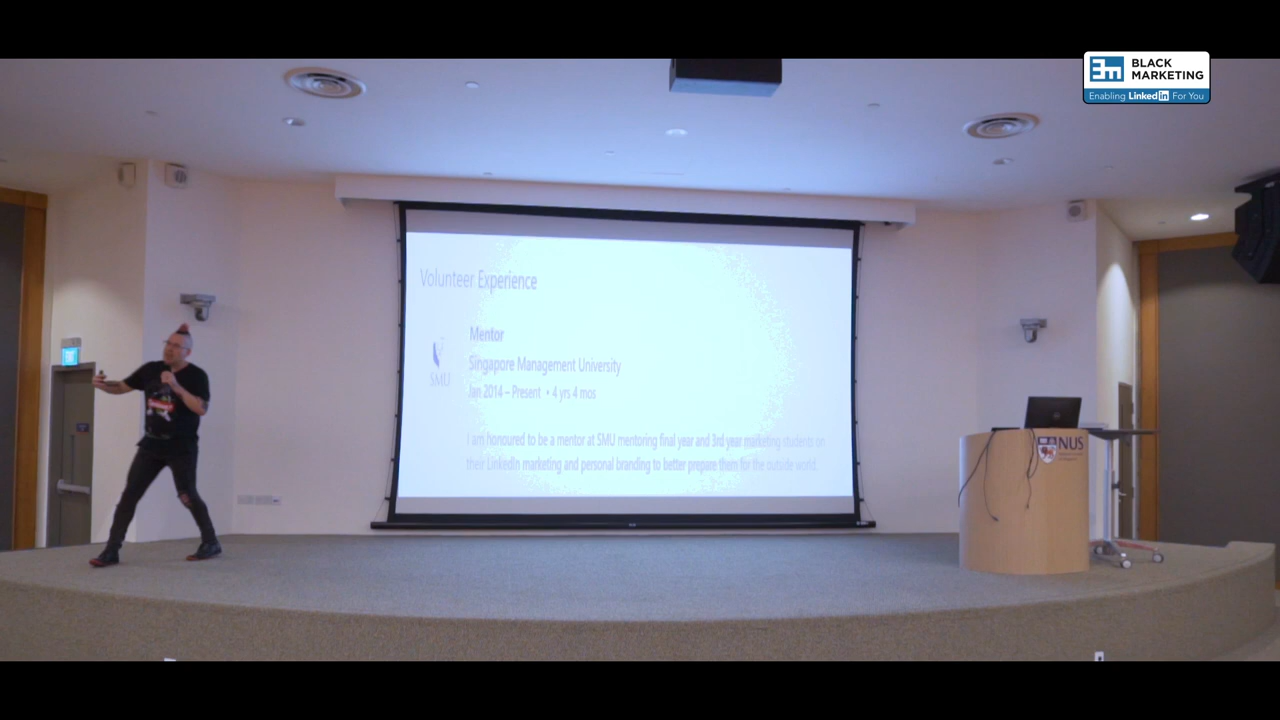 BLACK
MARKETING
Enabling Linkedin For You
Volunteer Experience
Mentor
Singapore Management University
Jan 2014 – Present • 4 yrs 4 mos
SMU
I am honoured to be a mentor at SMU mentoring final year and 3rd year marketing students on
their LinkedIn marketing and personal branding to better prepare them for the outside world.
NUS